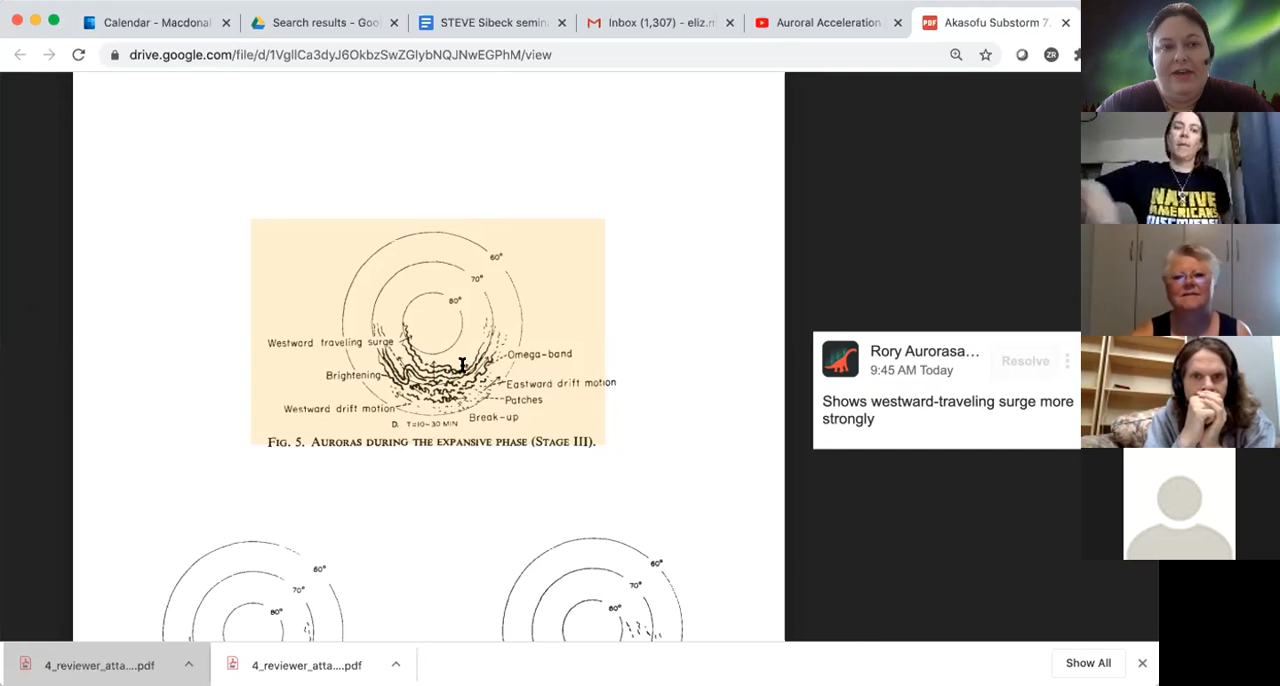 Calendar - Macdonal
Search results - Goo
STEVE Sibeck semin
Inbox (1,307) - eliz.m
Auroral Acceleration
PDF
Akasofu Substorm 7.
drive.google.com/file/d/1VgllCa3dyJ6OkbzSwZGlybNQJNwEGPhM/view
ZR
60°
70°
80°
Westward traveling surge
Omega-band
Brightening
Eastward drift motion
Patches
Westward drift motion
Break-up
D. T=10-30 MIN
FIG. 5. AURORAS DURING THE EXPANSIVE PHASE (STAGE III).
Rory Aurorasa...
Resolve
9:45 AM Today
Shows westward-traveling surge more
strongly
NATIVE
AMERICANS
DISCOVERED
60°
70°
80°
60°
70°
80°
4_reviewer_atta....pdf
4_reviewer_atta....pdf
Show All